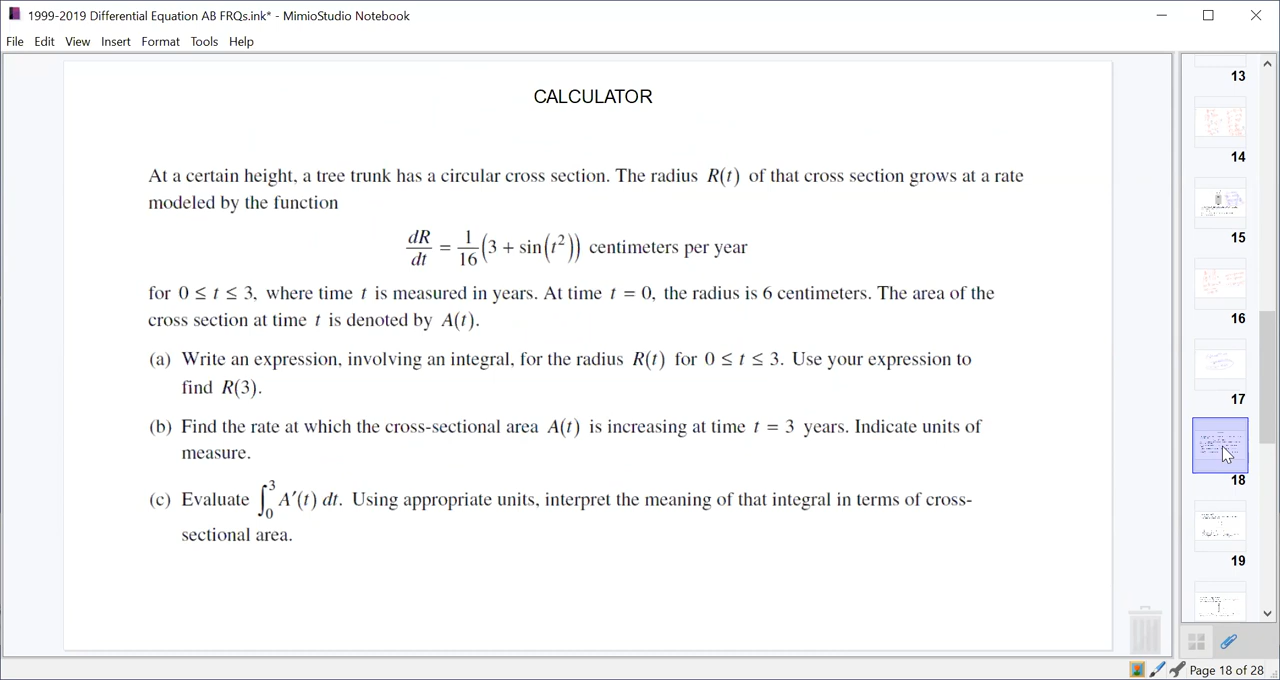 1999-2019 Differential Equation AB FRQs.ink* - MimioStudio Notebook
File Edit View Insert Format Tools Help
CALCULATOR
At a certain height, a tree trunk has a circular cross section. The radius R(t) of that cross section grows at a rate
modeled by the function
dR/dt = 1/16 (3 + sin(t²)) centimeters per year
for 0 ≤ t ≤ 3, where time t is measured in years. At time t = 0, the radius is 6 centimeters. The area of the
cross section at time t is denoted by A(t).
(a) Write an expression, involving an integral, for the radius R(t) for 0 ≤ t ≤ 3. Use your expression to
find R(3).
(b) Find the rate at which the cross-sectional area A(t) is increasing at time t = 3 years. Indicate units of
measure.
(c) Evaluate ∫₀³ A′(t) dt. Using appropriate units, interpret the meaning of that integral in terms of cross-
sectional area.
13
14
15
16
17
18
19
Page 18 of 28